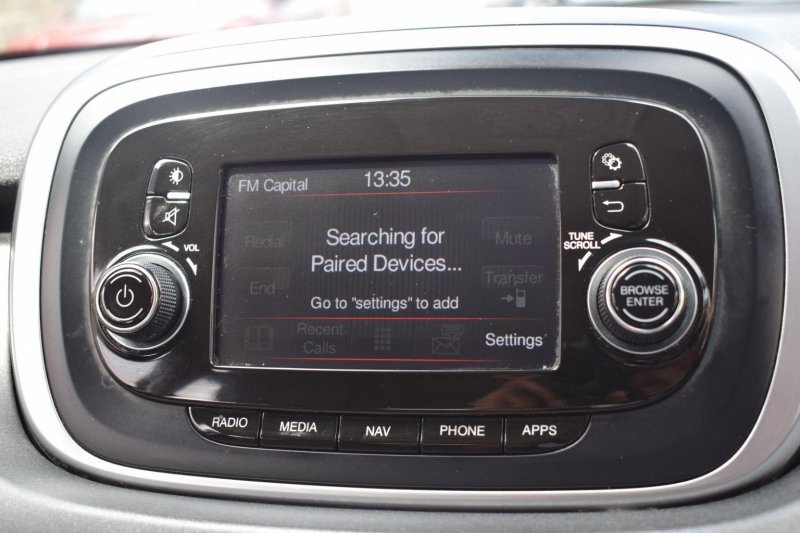 FM Capital
13:35
VOL
TUNE
SCROLL
Redial
Searching for
Paired Devices...
Mute
End
Transfer
Go to "settings" to add
Recent
Calls
Settings
BROWSE
ENTER
RADIO
MEDIA
NAV
PHONE
APPS